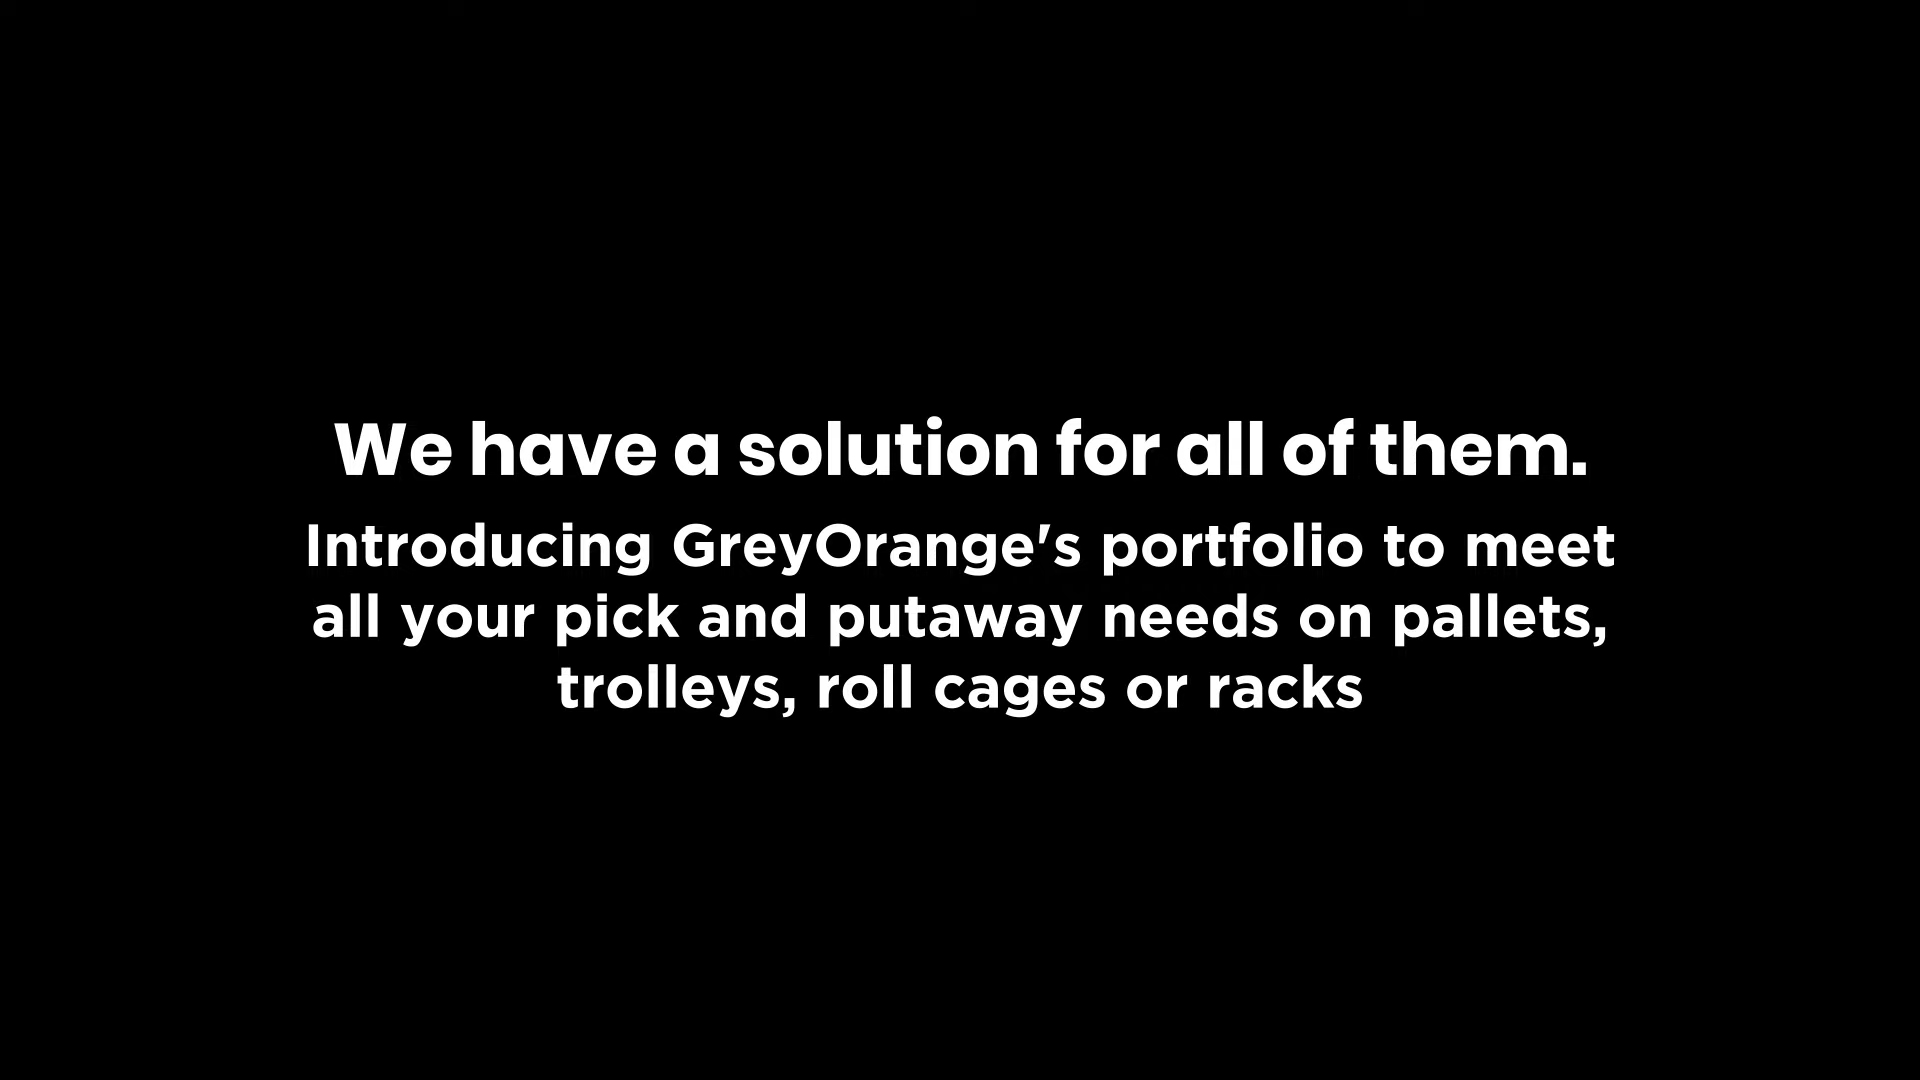 We have a solution for all of them.
Introducing GreyOrange's portfolio to meet
all your pick and putaway needs on pallets,
trolleys, roll cages or racks